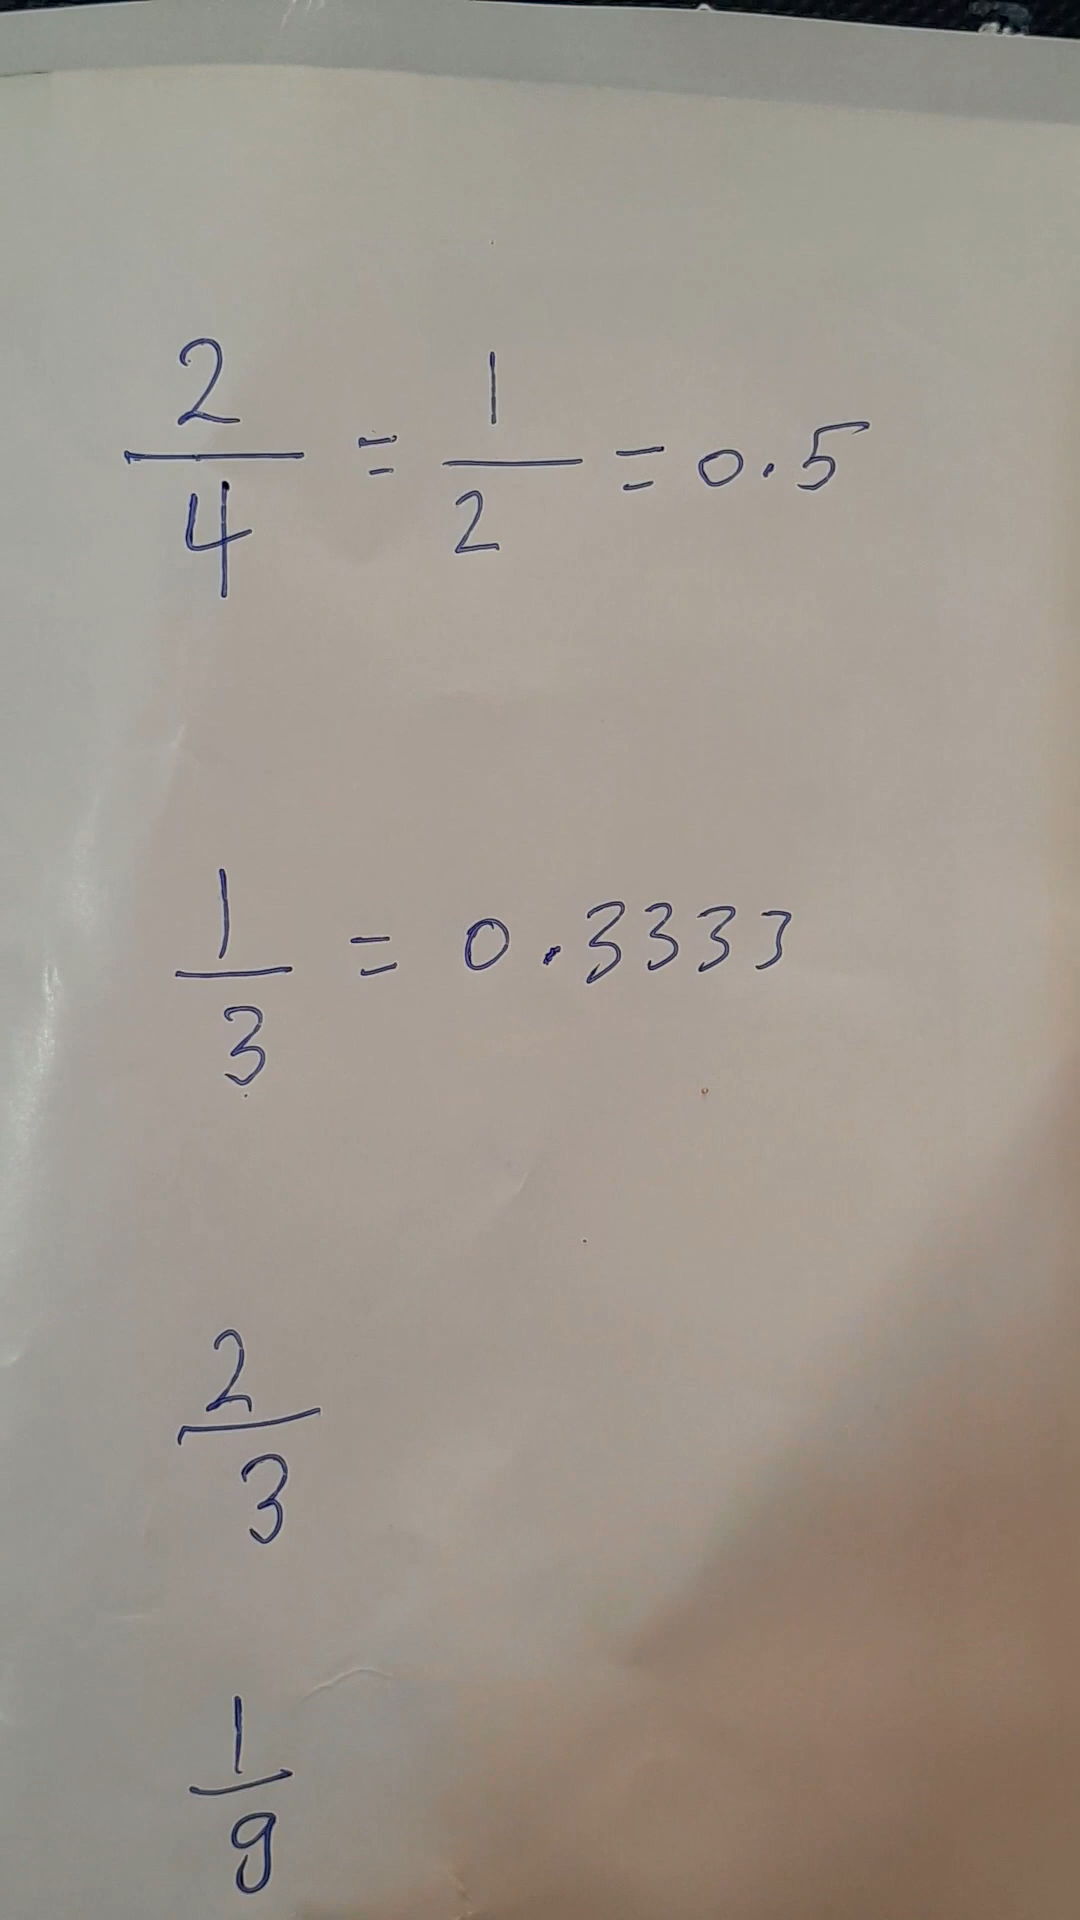 2/4 = 1/2 = 0.5
1/3 = 0.3333
2/3
1/9